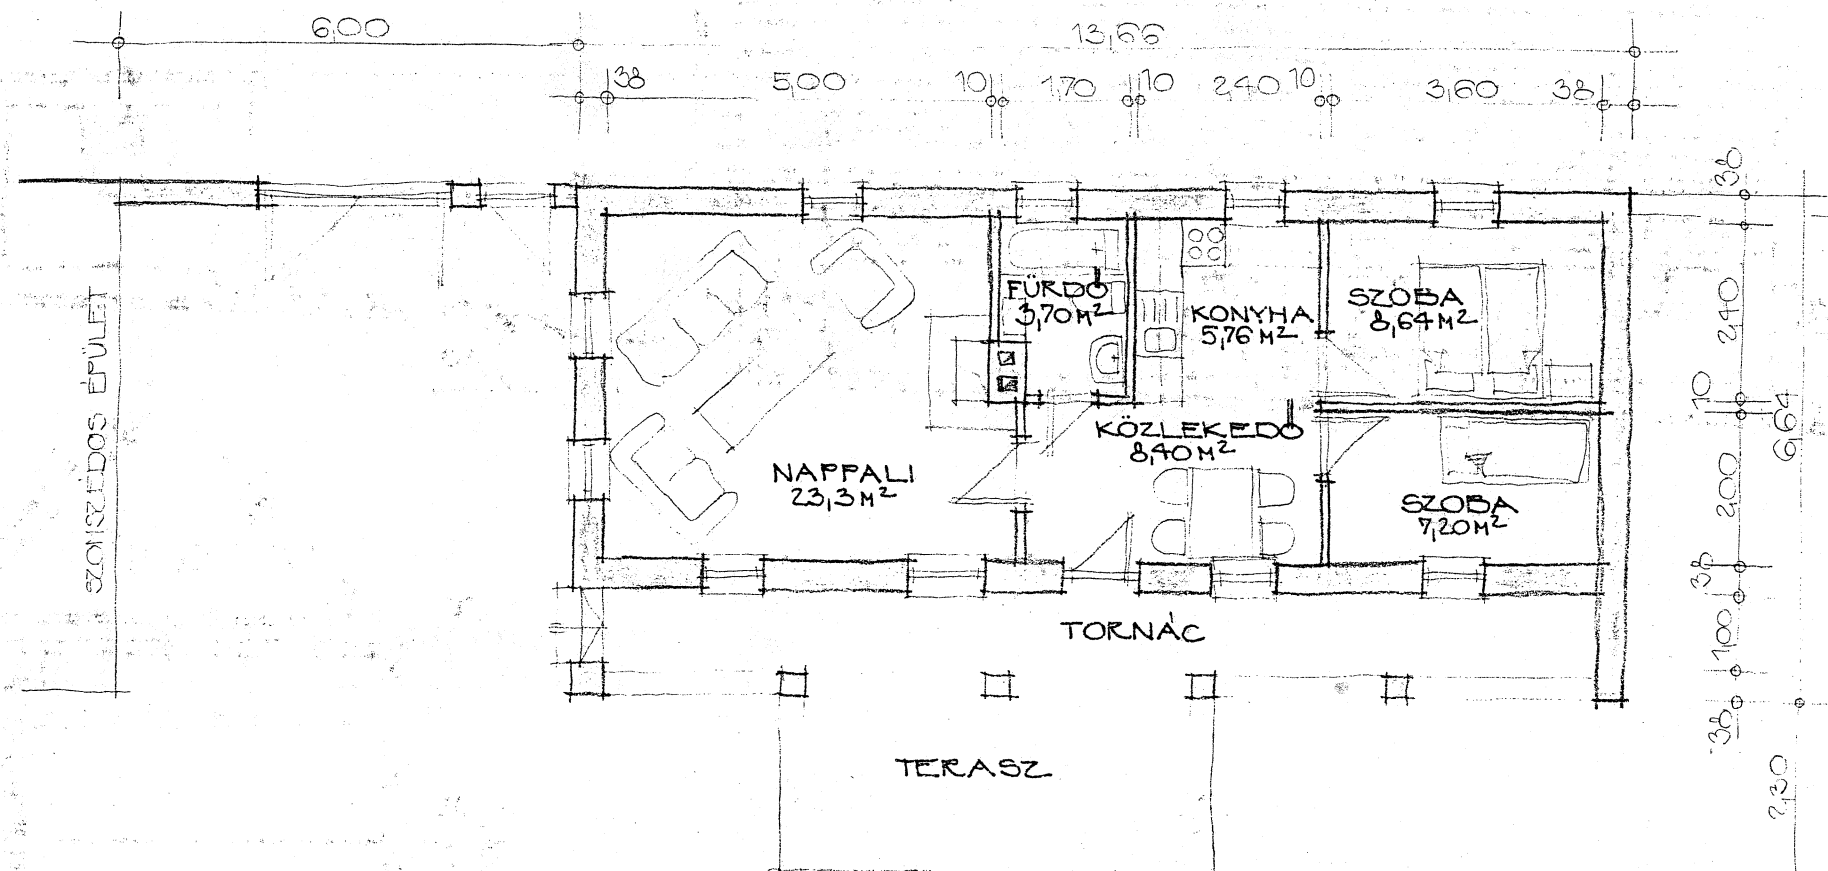 6,00
13,66
38
5,00
10
1,70
10
2,40
10
3,60
38
38
2,40
10
2,00
38
1,00
38
6,64
2,30
SZOMSZÉDOS ÉPÜLET
FÜRDŐ
3,70 M²
KONYHA
5,76 M²
SZOBA
8,64 M²
KÖZLEKEDŐ
8,40 M²
NAPPALI
23,3 M²
SZOBA
7,20 M²
TORNÁC
TERASZ